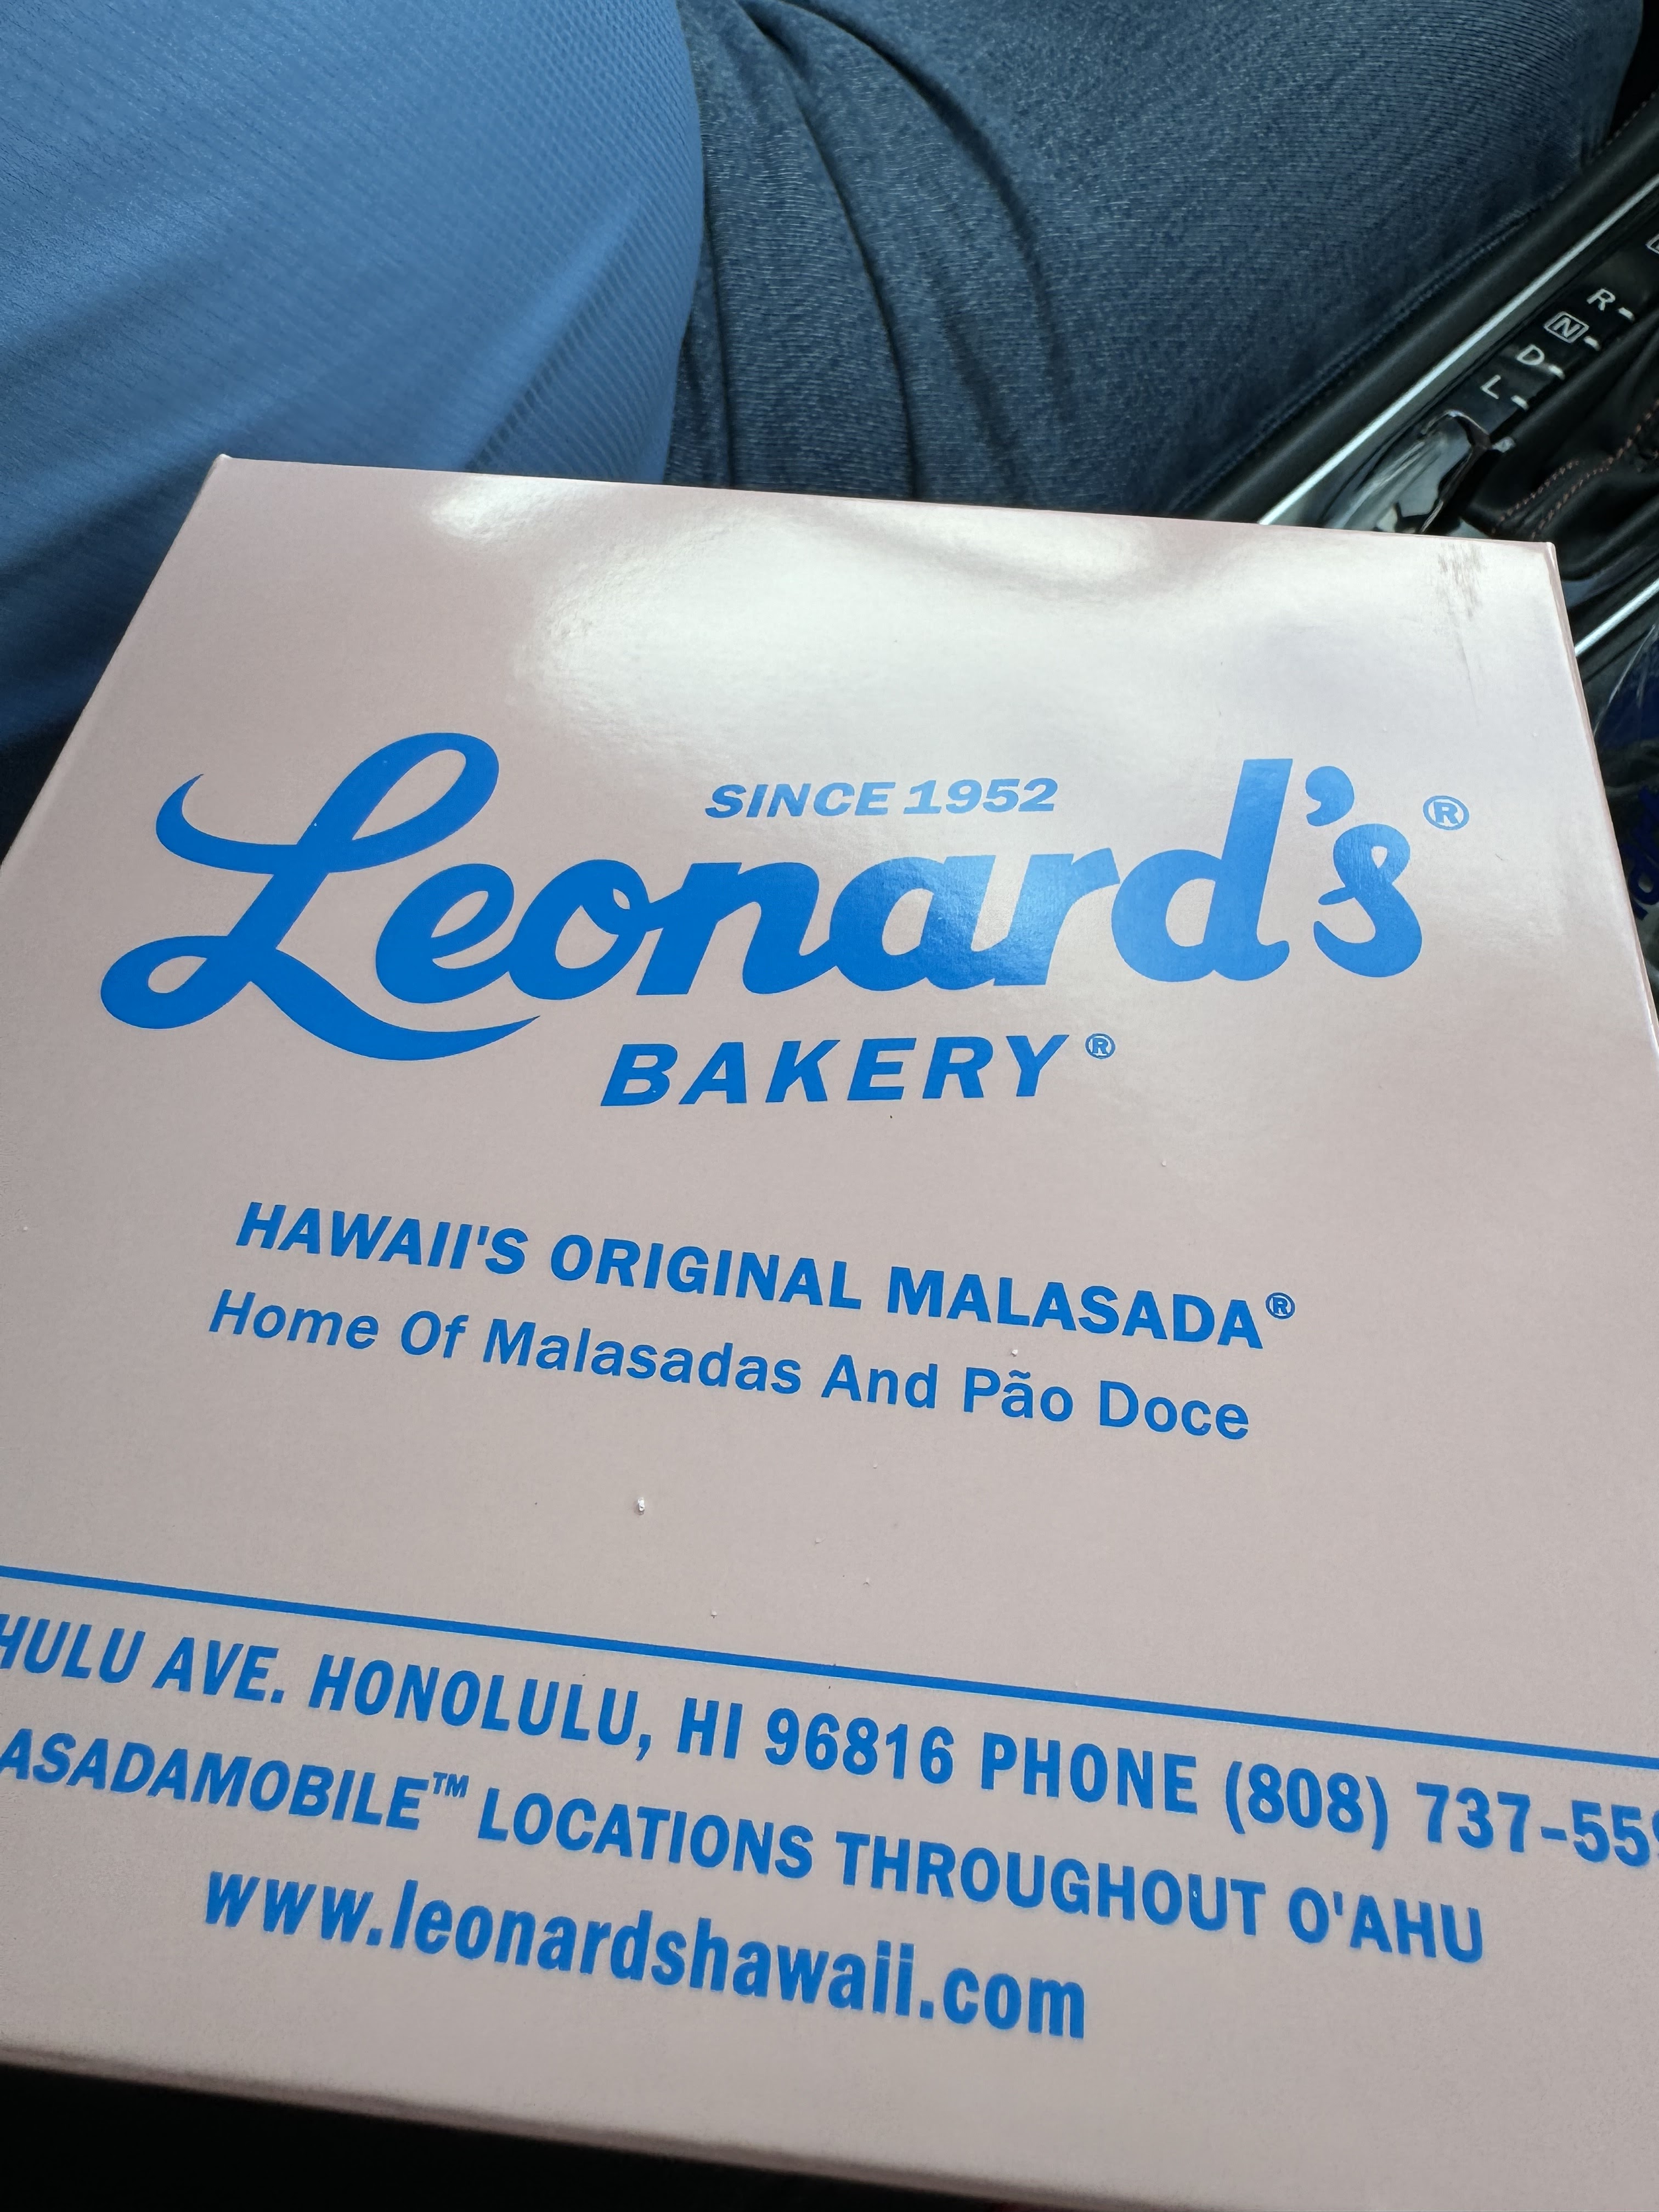 R
N
D
L
SINCE 1952
Leonard's®
BAKERY®
HAWAII'S ORIGINAL MALASADA®
Home Of Malasadas And Pão Doce
HULU AVE. HONOLULU, HI 96816 PHONE (808) 737-55
ASADAMOBILE™ LOCATIONS THROUGHOUT O'AHU
www.leonardshawaii.com